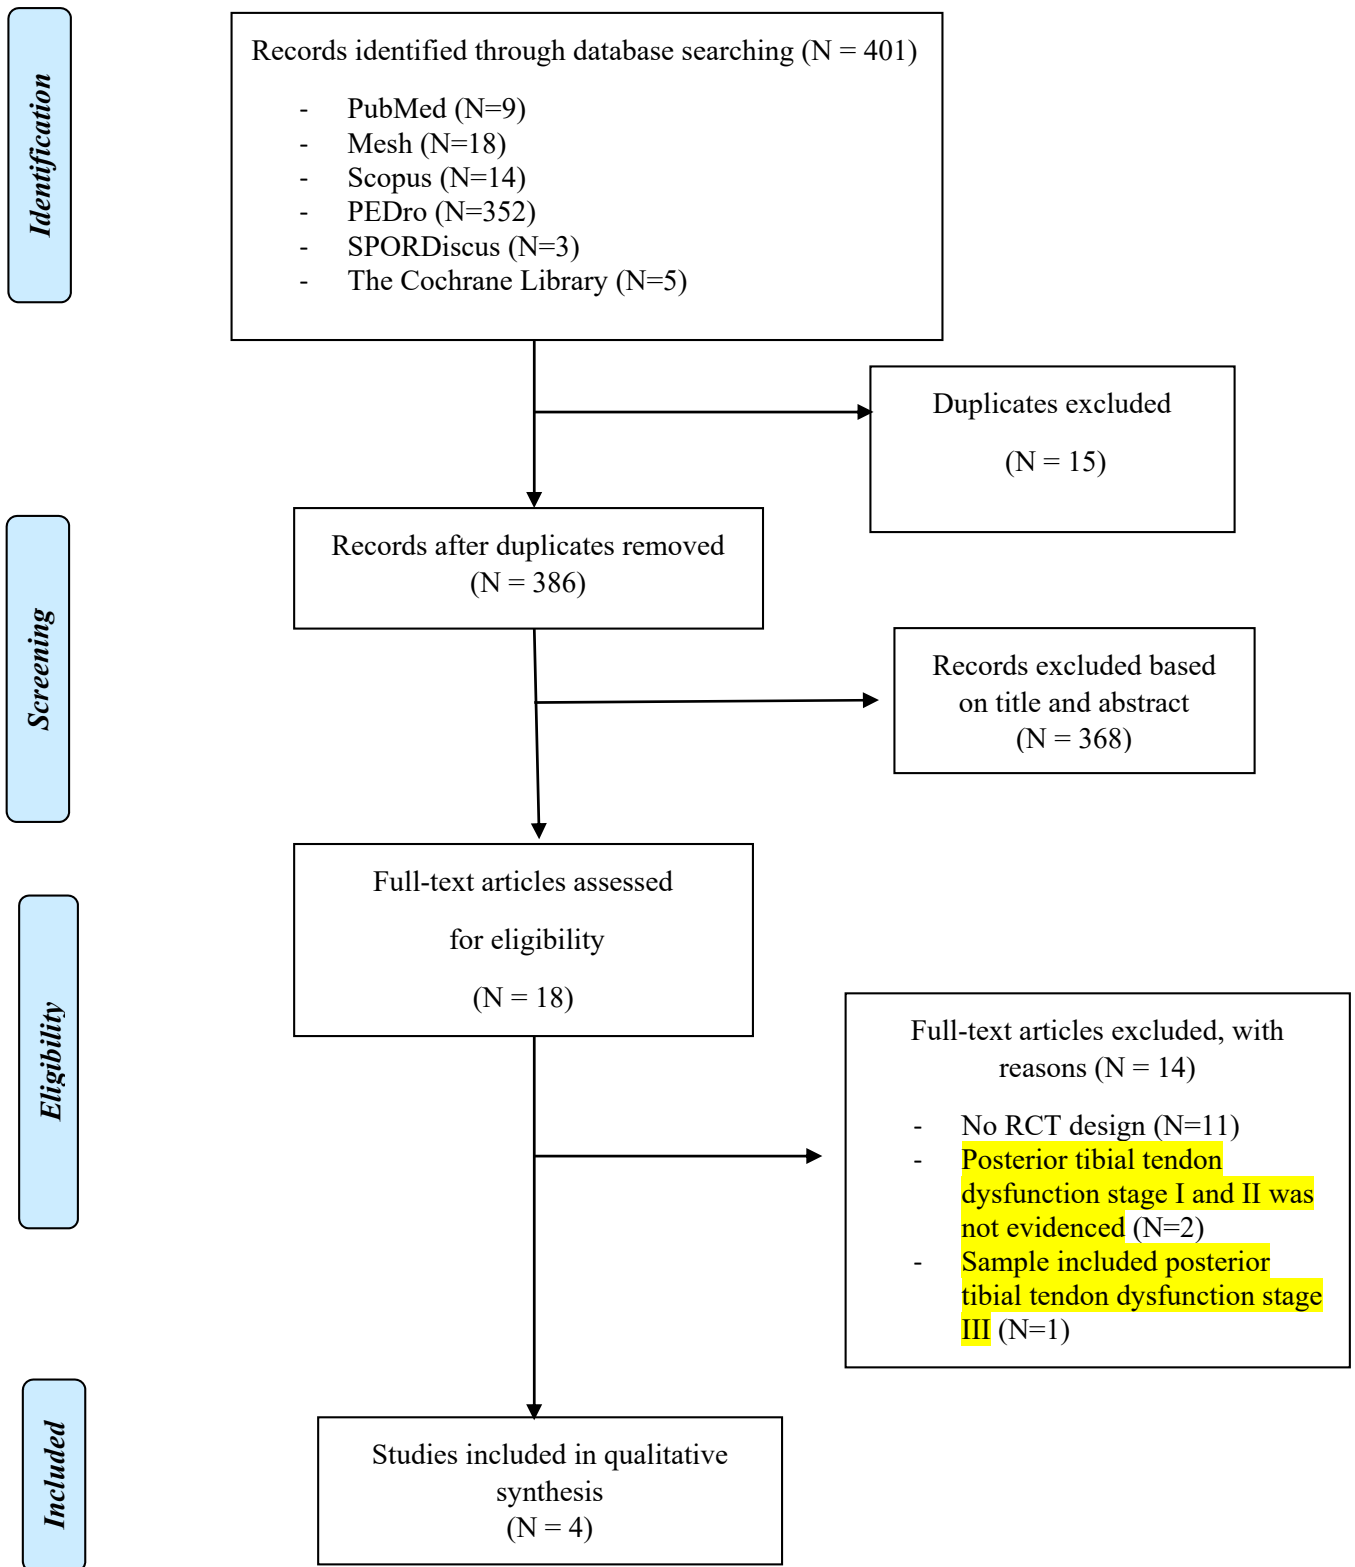 Identification
Records identified through database searching (N = 401)
- PubMed (N=9)
- Mesh (N=18)
- Scopus (N=14)
- PEDro (N=352)
- SPORDiscus (N=3)
- The Cochrane Library (N=5)
Duplicates excluded
(N = 15)
Screening
Records after duplicates removed
(N = 386)
Records excluded based
on title and abstract
(N = 368)
Eligibility
Full-text articles assessed
for eligibility
(N = 18)
Full-text articles excluded, with
reasons (N = 14)
- No RCT design (N=11)
- Posterior tibial tendon
dysfunction stage I and II was
not evidenced (N=2)
- Sample included posterior
tibial tendon dysfunction stage
III (N=1)
Included
Studies included in qualitative
synthesis
(N = 4)